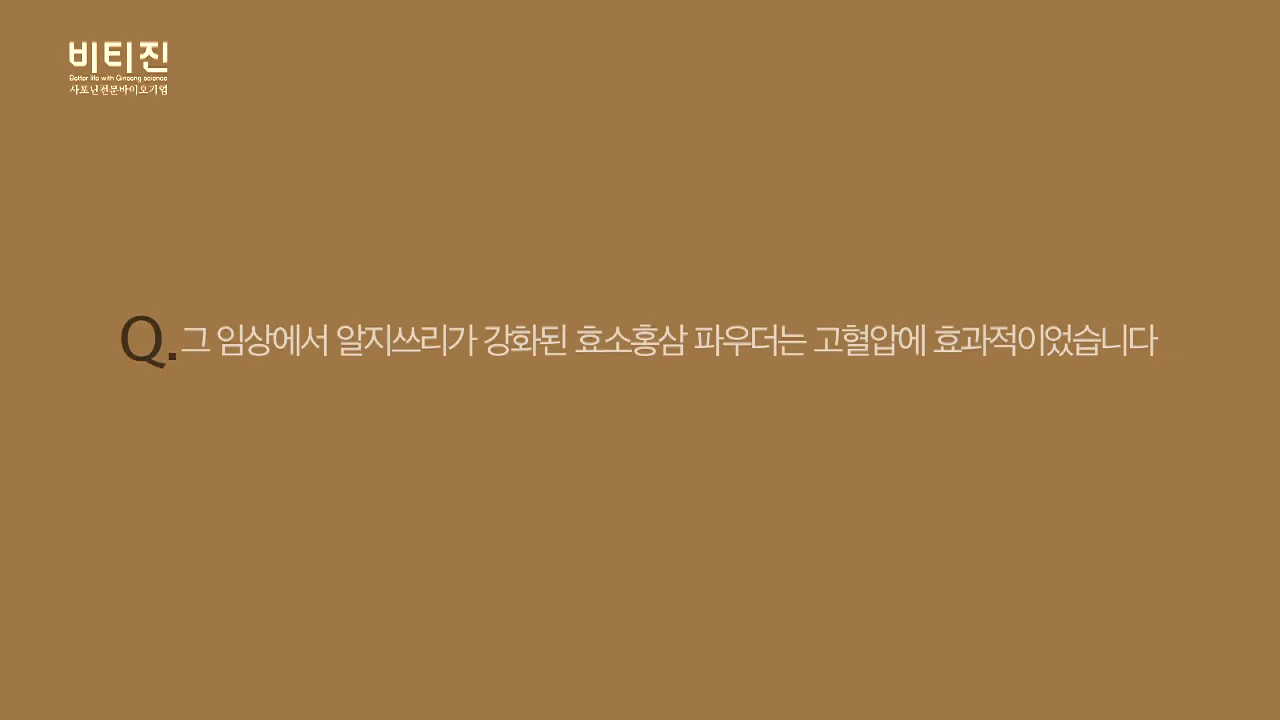 비티진
Better life with Ginseng science
사포닌전문바이오기업
Q. 그 임상에서 알지쓰리가 강화된 효소홍삼 파우더는 고혈압에 효과적이었습니다